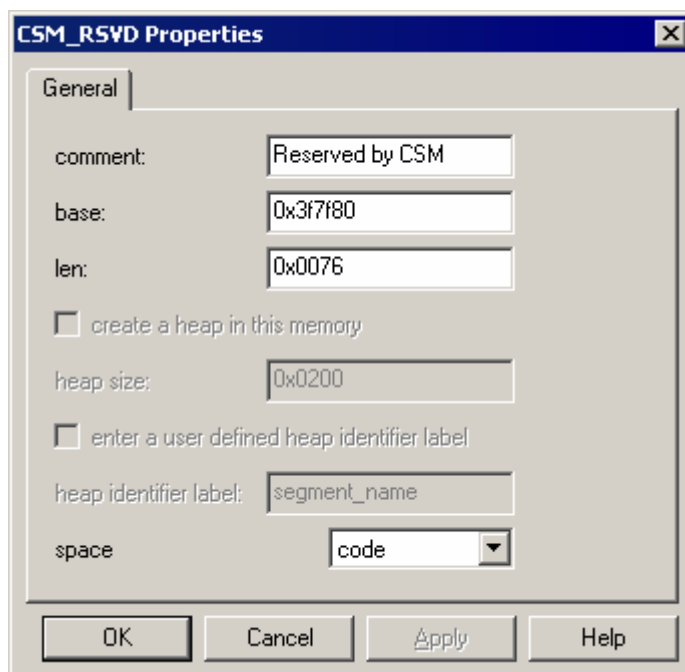 CSM_RSVD Properties
General
comment: Reserved by CSM
base: 0x3f7f80
len: 0x0076
create a heap in this memory
heap size: 0x0200
enter a user defined heap identifier label
heap identifier label: segment_name
space code
OK Cancel Apply Help